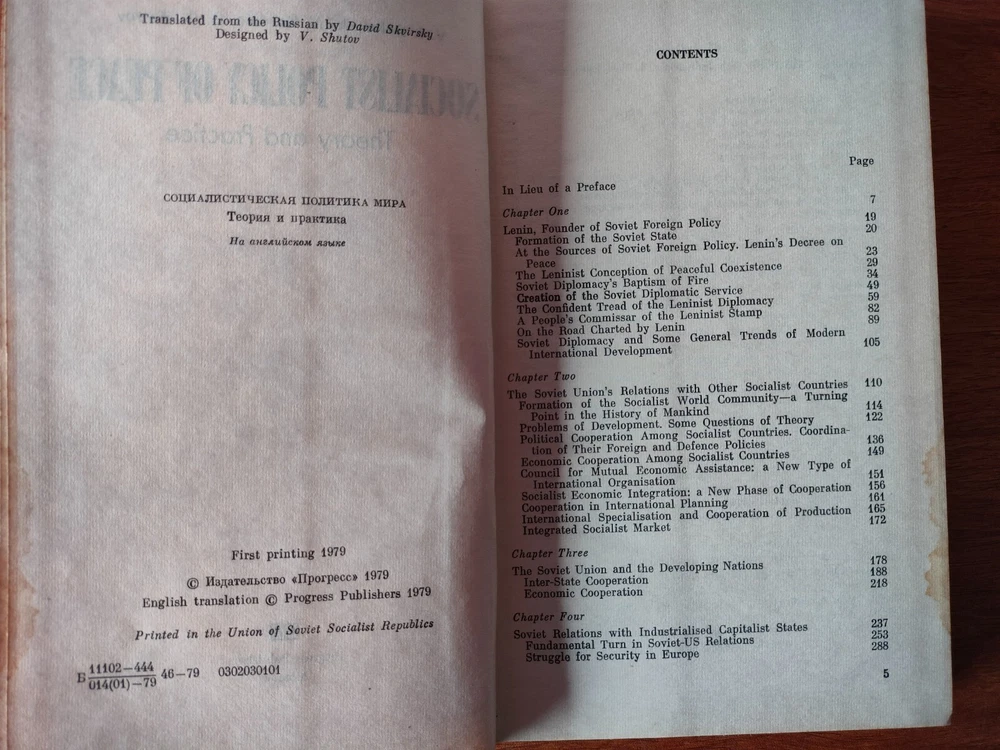 Translated from the Russian by David Skvirsky
Designed by V. Shutov
SOCIALIST POLICY OF PEACE
Theory and Practice
СОЦИАЛИСТИЧЕСКАЯ ПОЛИТИКА МИРА
Теория и практика
На английском языке
First printing 1979
© Издательство «Прогресс» 1979
English translation © Progress Publishers 1979
Printed in the Union of Soviet Socialist Republics
Б 11102—444
014(01)—79 46—79 0302030101
CONTENTS
Page
In Lieu of a Preface 7
Chapter One
Lenin, Founder of Soviet Foreign Policy 19
Formation of the Soviet State 20
At the Sources of Soviet Foreign Policy. Lenin's Decree on
Peace 23
The Leninist Conception of Peaceful Coexistence 29
Soviet Diplomacy's Baptism of Fire 34
Creation of the Soviet Diplomatic Service 49
The Confident Tread of the Leninist Diplomacy 59
A People's Commissar of the Leninist Stamp 82
On the Road Charted by Lenin 89
Soviet Diplomacy and Some General Trends of Modern
International Development 105
Chapter Two
The Soviet Union's Relations with Other Socialist Countries 110
Formation of the Socialist World Community—a Turning
Point in the History of Mankind 114
Problems of Development. Some Questions of Theory 122
Political Cooperation Among Socialist Countries. Coordina-
tion of Their Foreign and Defence Policies 136
Economic Cooperation Among Socialist Countries 149
Council for Mutual Economic Assistance: a New Type of
International Organisation 151
Socialist Economic Integration: a New Phase of Cooperation 156
Cooperation in International Planning 161
International Specialisation and Cooperation of Production 165
Integrated Socialist Market 172
Chapter Three
The Soviet Union and the Developing Nations 178
Inter-State Cooperation 188
Economic Cooperation 218
Chapter Four
Soviet Relations with Industrialised Capitalist States 237
Fundamental Turn in Soviet-US Relations 253
Struggle for Security in Europe 288
5